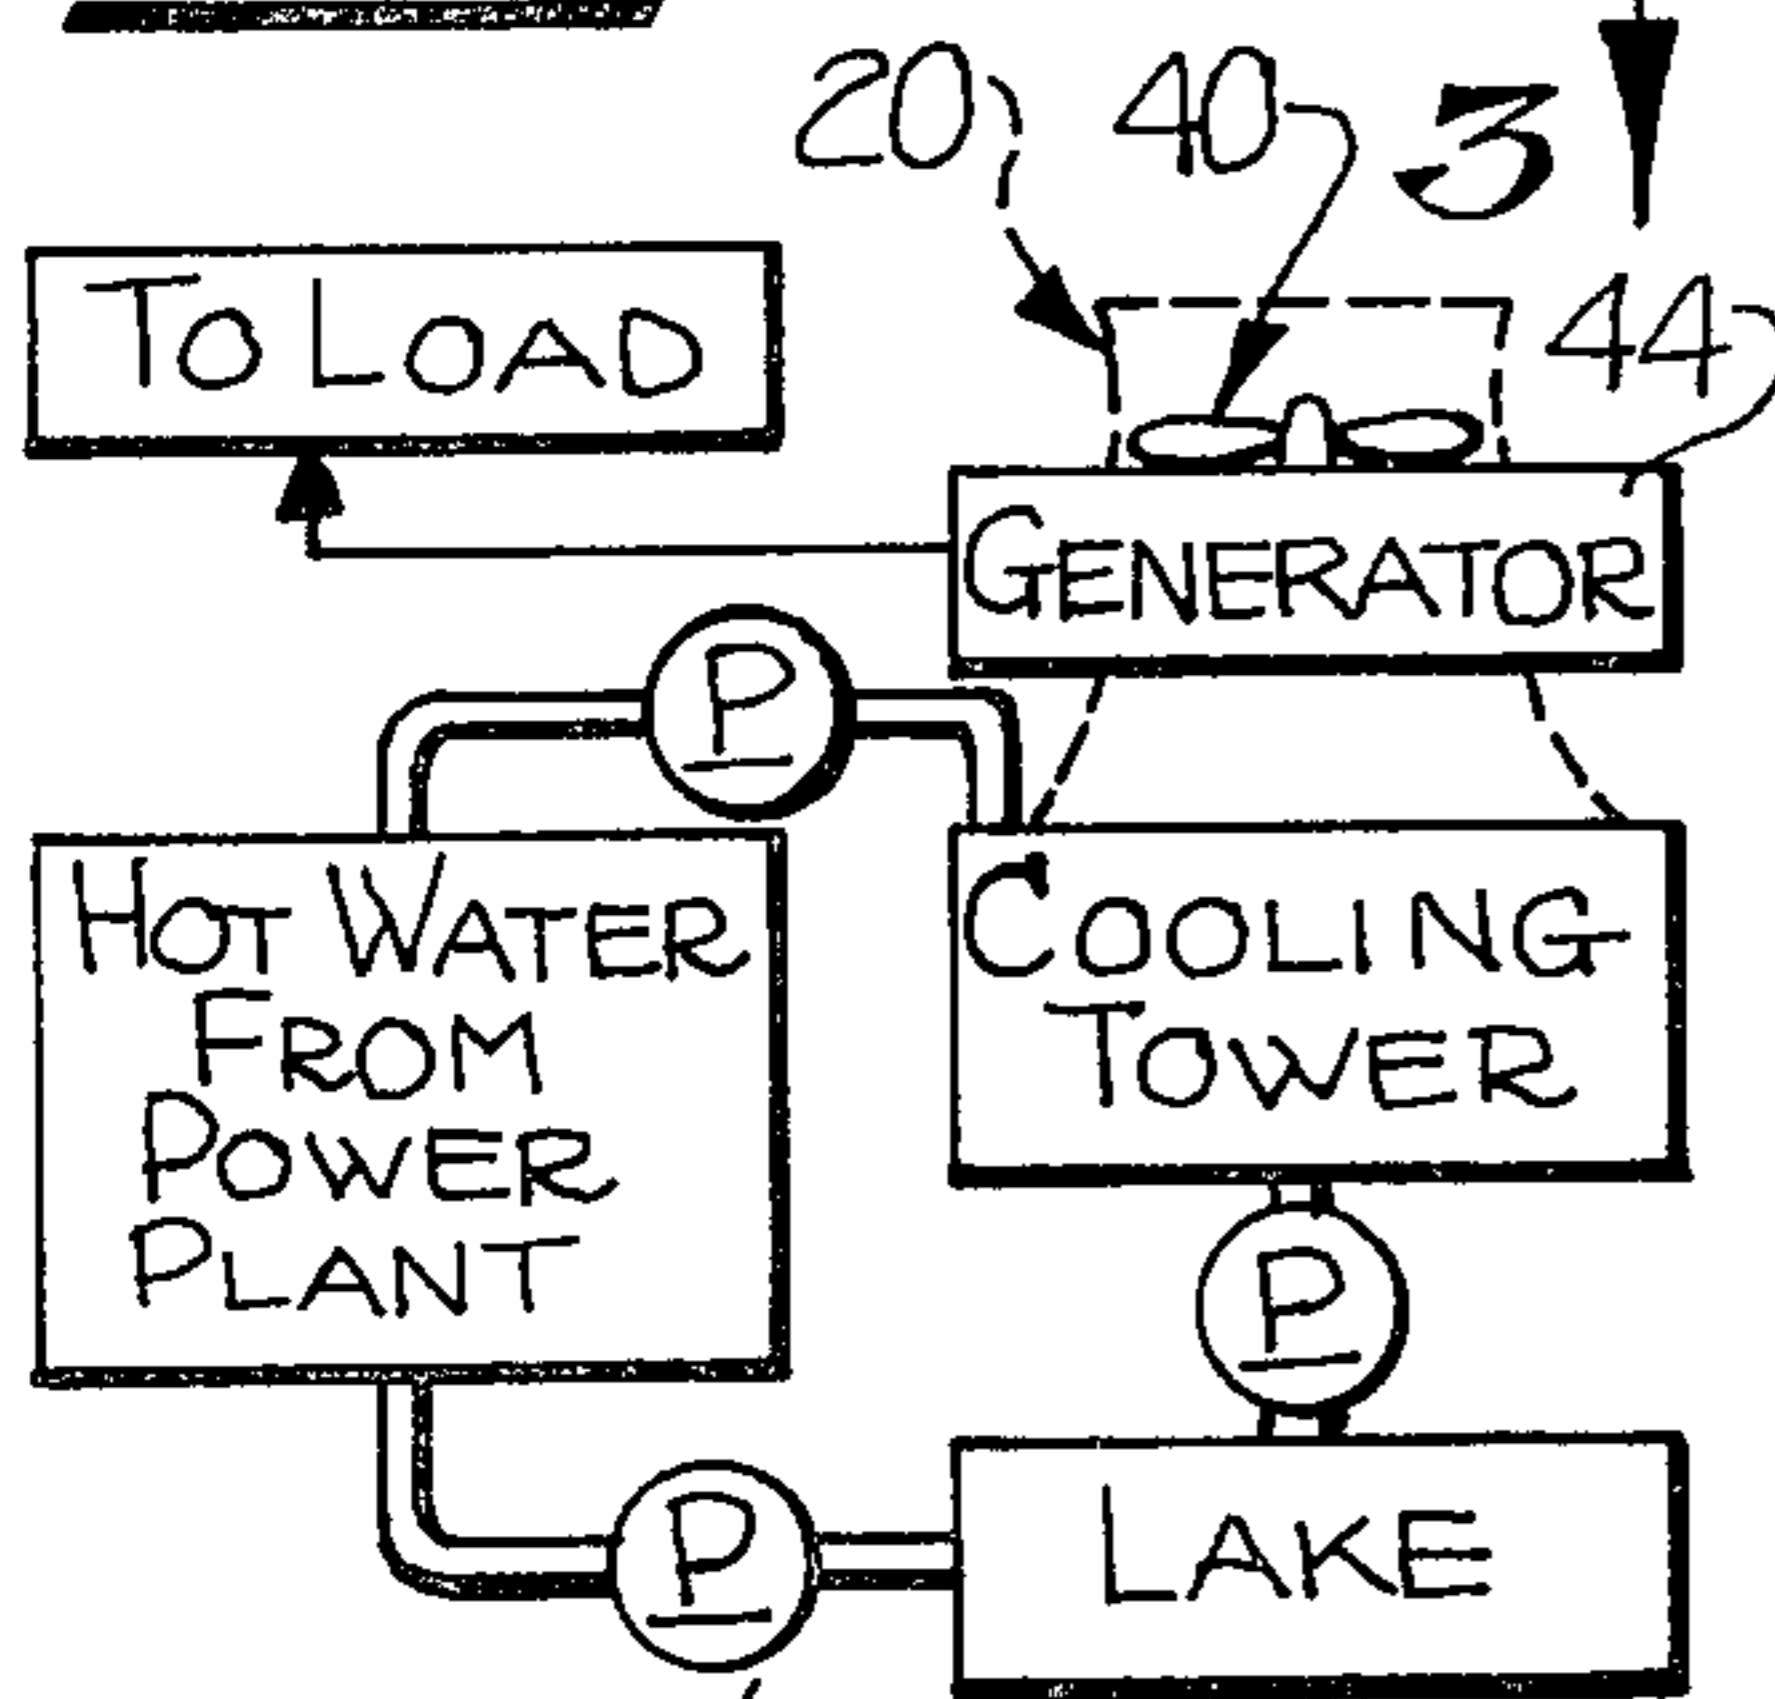 20 40 3
To LOAD
44
GENERATOR
P
HOT WATER
FROM
POWER
PLANT
COOLING
TOWER
P
P
LAKE